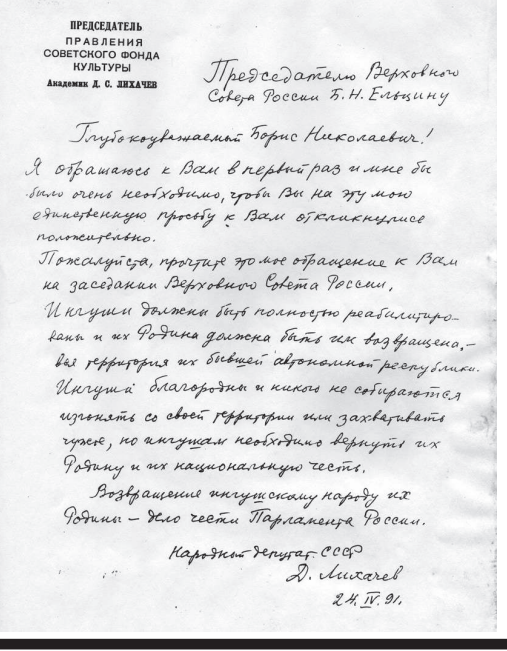 ПРЕДСЕДАТЕЛЬ
ПРАВЛЕНИЯ
СОВЕТСКОГО ФОНДА
КУЛЬТУРЫ
Академик Д. С. ЛИХАЧЕВ
Председателю Верховного
Совета России Б.Н. Ельцину
Глубокоуважаемый Борис Николаевич!
Я обращаюсь к Вам в первый раз и мне бы
было очень необходимо, чтобы Вы на эту мою
единственную просьбу к Вам откликнулись
положительно.
Пожалуйста, прочтите это мое обращение к Вам
на заседании Верховного Совета России.
Ингуши должны быть полностью реабилитиро-
ваны и их Родина должна быть им возвращена, –
вся территория их бывшей автономной республики.
Ингуши благородны и никого не собираются
изгонять со своей территории или захватывать
чужое, но ингушам необходимо вернуть их
Родину и их национальную честь.
Возвращение ингушскому народу их
Родины – дело чести Парламента России.
Народный депутат СССР
Д. Лихачев
24.IV.91.